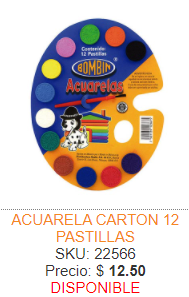 Contenido:
12 Pastillas
BOMBIN
Acuarelas
ACUARELA CARTON 12
PASTILLAS
SKU: 22566
Precio: $ 12.50
DISPONIBLE